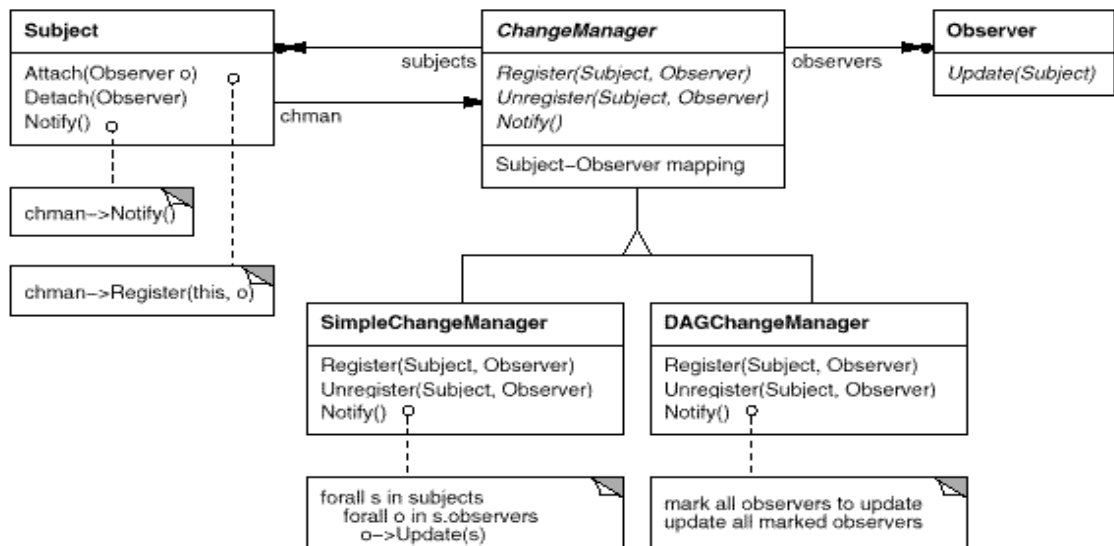 Subject
Attach(Observer o)
Detach(Observer)
Notify()
chman->Notify()
chman->Register(this, o)
subjects
chman
ChangeManager
Register(Subject, Observer)
Unregister(Subject, Observer)
Notify()
Subject-Observer mapping
observers
Observer
Update(Subject)
SimpleChangeManager
Register(Subject, Observer)
Unregister(Subject, Observer)
Notify()
forall s in subjects
forall o in s.observers
o->Update(s)
DAGChangeManager
Register(Subject, Observer)
Unregister(Subject, Observer)
Notify()
mark all observers to update
update all marked observers